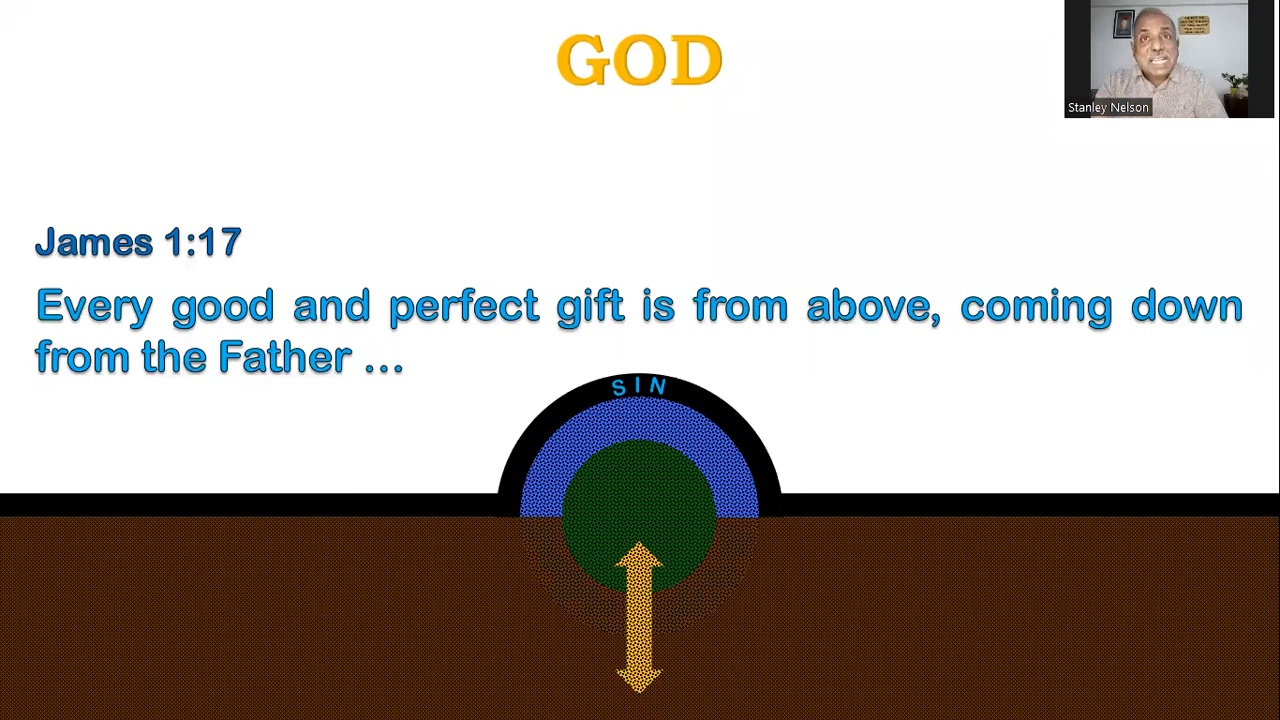 GOD
Stanley Nelson
James 1:17
Every good and perfect gift is from above, coming down
from the Father ...
SIN